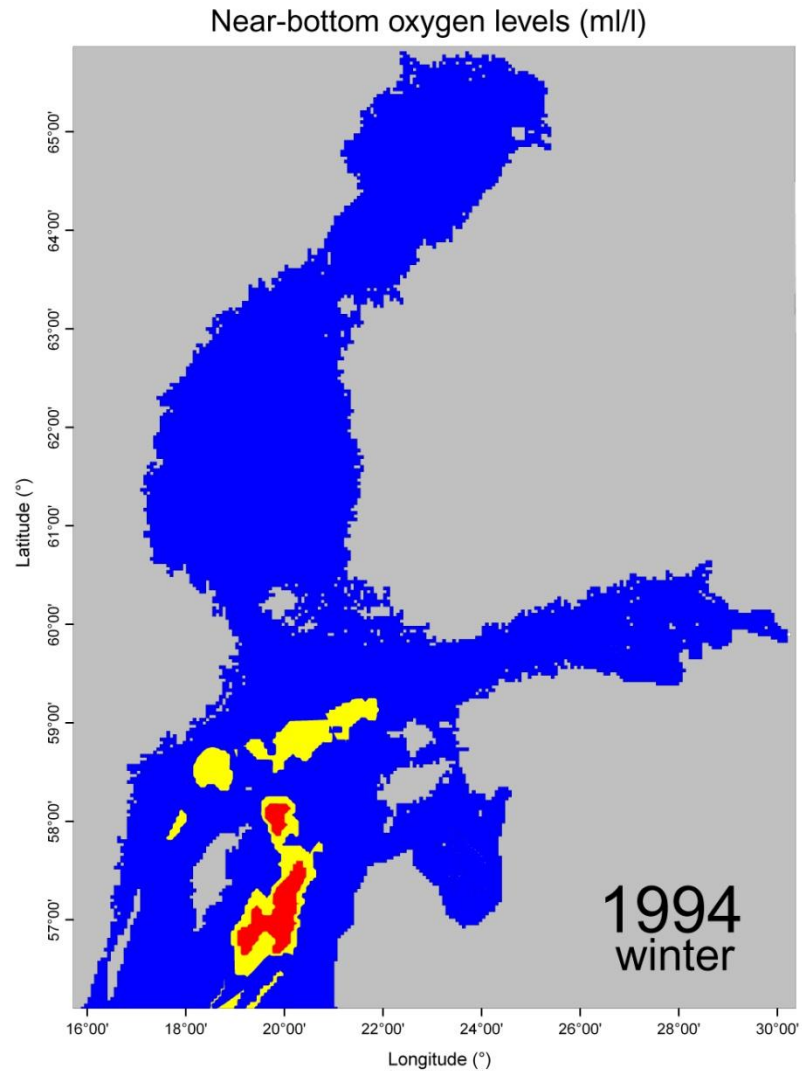 Near-bottom oxygen levels (ml/l)
65°00'
64°00'
63°00'
62°00'
61°00'
60°00'
59°00'
58°00'
57°00'
Latitude (°)
1994
winter
16°00' 18°00' 20°00' 22°00' 24°00' 26°00' 28°00' 30°00'
Longitude (°)